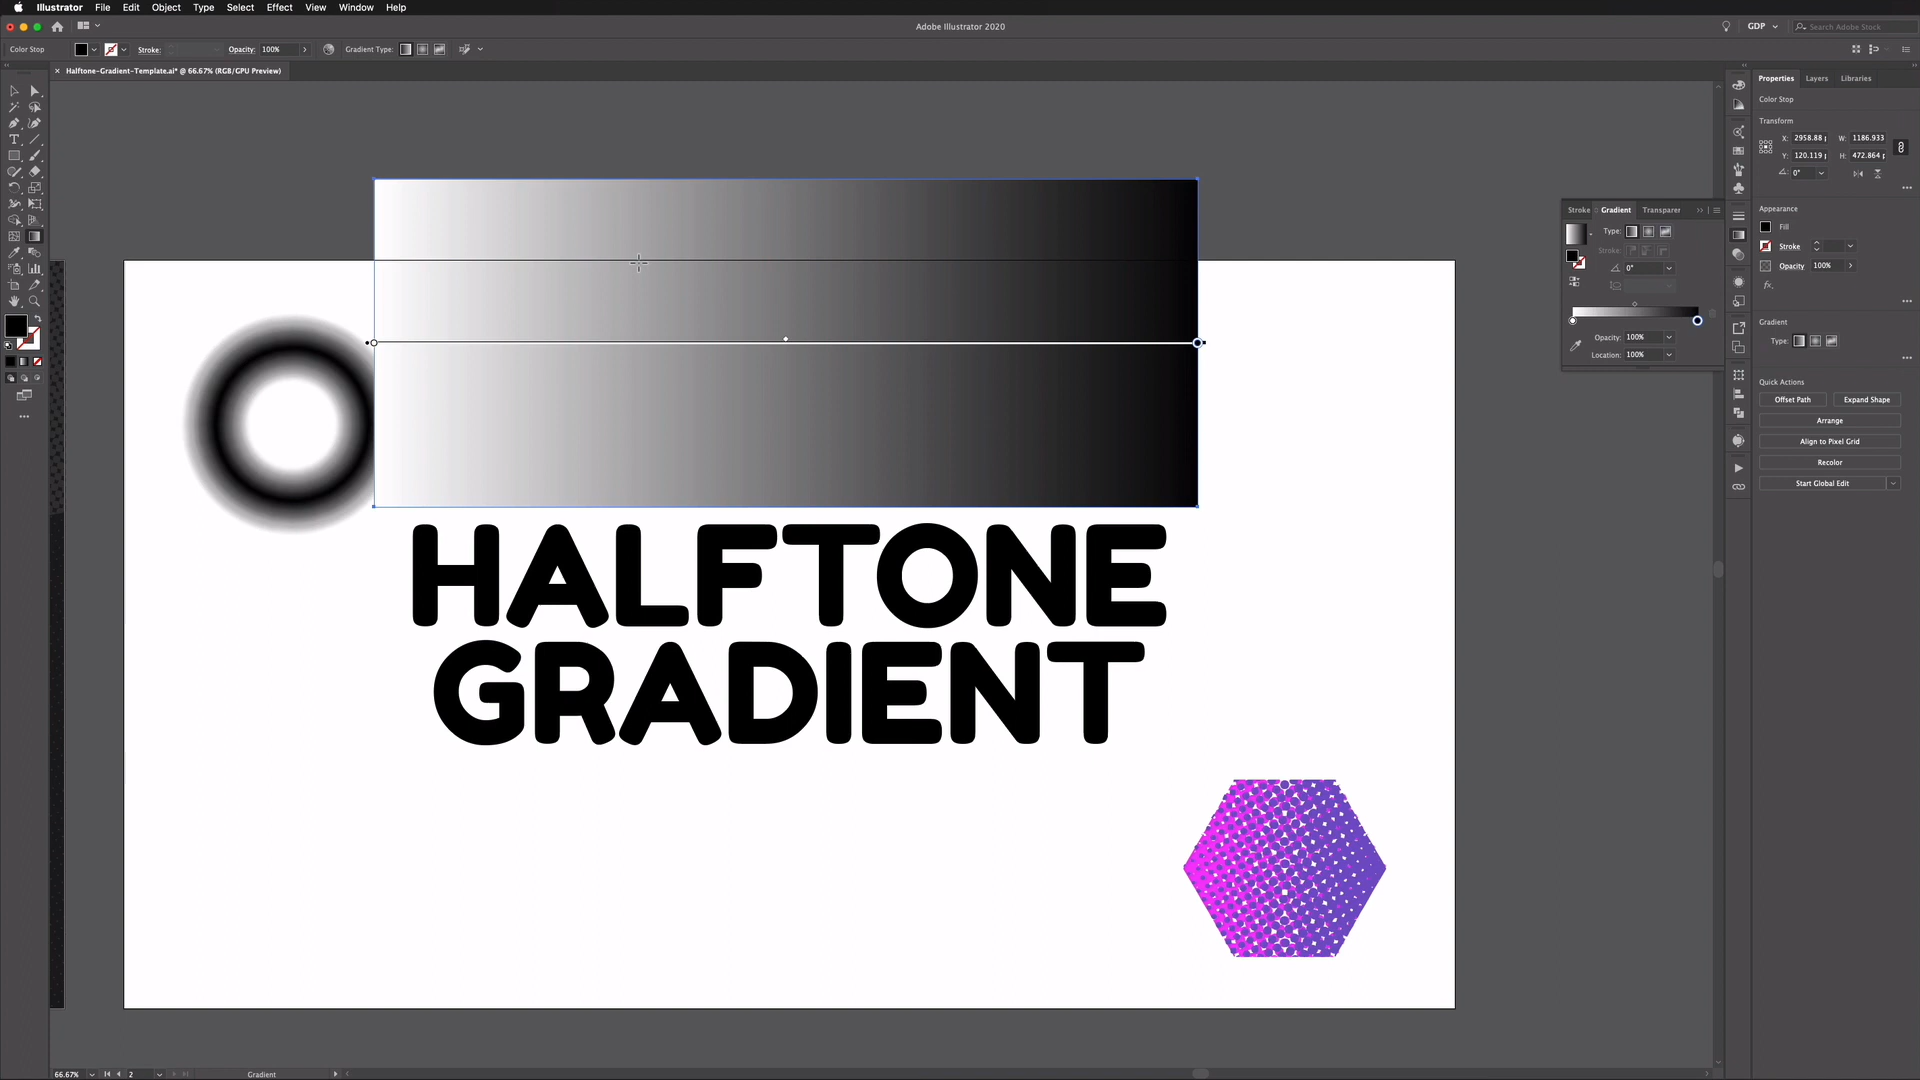 Illustrator File Edit Object Type Select Effect View Window Help
Adobe Illustrator 2020
GDP
Search Adobe Stock
Color Stop Stroke: Opacity: 100% Gradient Type:
Halftone-Gradient-Template.ai* @ 66.67% (RGB/GPU Preview)
Properties Layers Libraries
Color Stop
Transform
X: 2958.88 W: 1186.933
Y: 120.119 H: 472.864
0°
Appearance
Fill
Stroke
Opacity 100%
Gradient
Type:
Quick Actions
Offset Path Expand Shape
Arrange
Align to Pixel Grid
Recolor
Start Global Edit
Stroke Gradient Transparer
Type:
Stroke:
0°
Opacity: 100%
Location: 100%
HALFTONE
GRADIENT
66.67% 2 Gradient